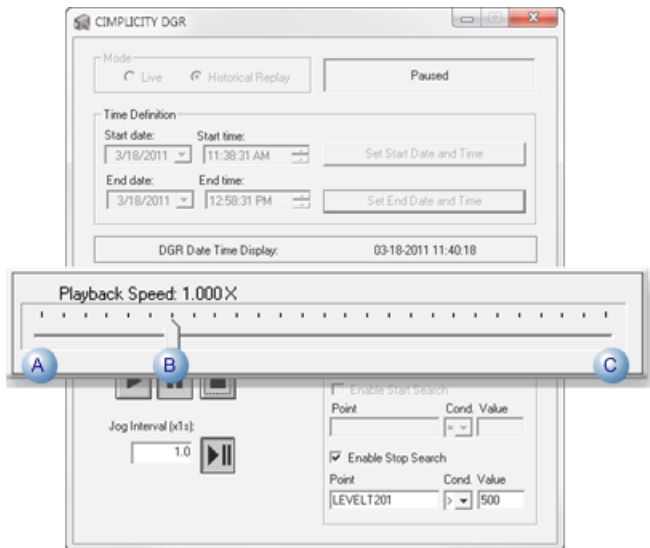 CIMPLICITY DGR
Mode
Live Historical Replay
Paused
Time Definition
Start date: Start time:
3/18/2011 11:38:31 AM Set Start Date and Time
End date: End time:
3/18/2011 12:58:31 PM Set End Date and Time
DGR Date Time Display: 03-18-2011 11:40:18
Playback Speed: 1.000 X
A B C
Enable Start Search
Point Cond. Value
=
Jog Interval (x1s):
1.0
Enable Stop Search
Point Cond. Value
LEVELT201 > 500